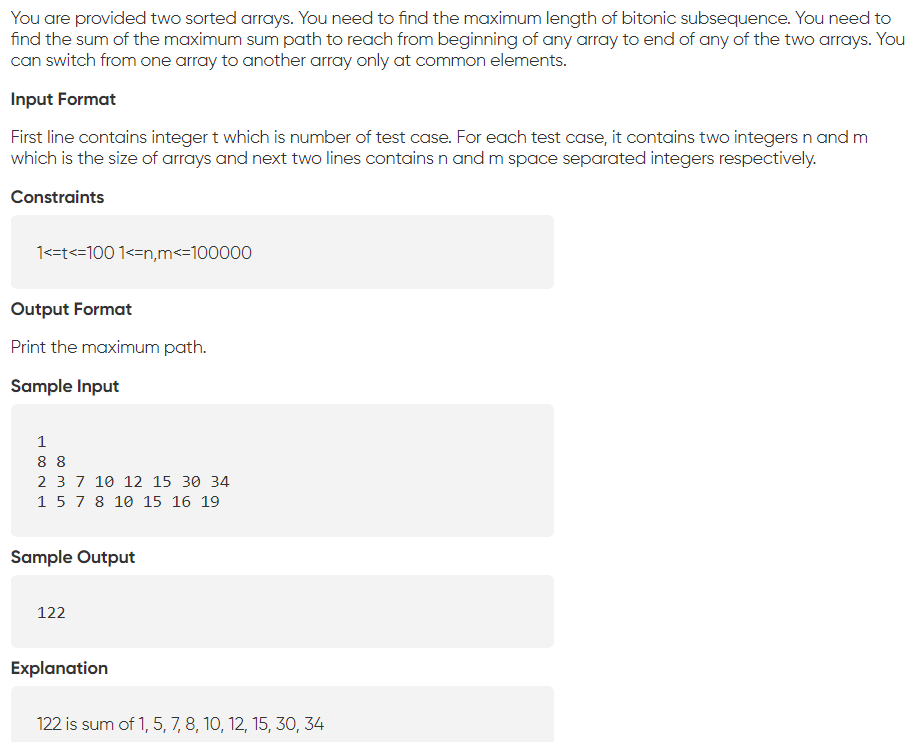 You are provided two sorted arrays. You need to find the maximum length of bitonic subsequence. You need to
find the sum of the maximum sum path to reach from beginning of any array to end of any of the two arrays. You
can switch from one array to another array only at common elements.
Input Format
First line contains integer t which is number of test case. For each test case, it contains two integers n and m
which is the size of arrays and next two lines contains n and m space separated integers respectively.
Constraints
1<=t<=100 1<=n,m<=100000
Output Format
Print the maximum path.
Sample Input
1
8 8
2 3 7 10 12 15 30 34
1 5 7 8 10 15 16 19
Sample Output
122
Explanation
122 is sum of 1, 5, 7, 8, 10, 12, 15, 30, 34